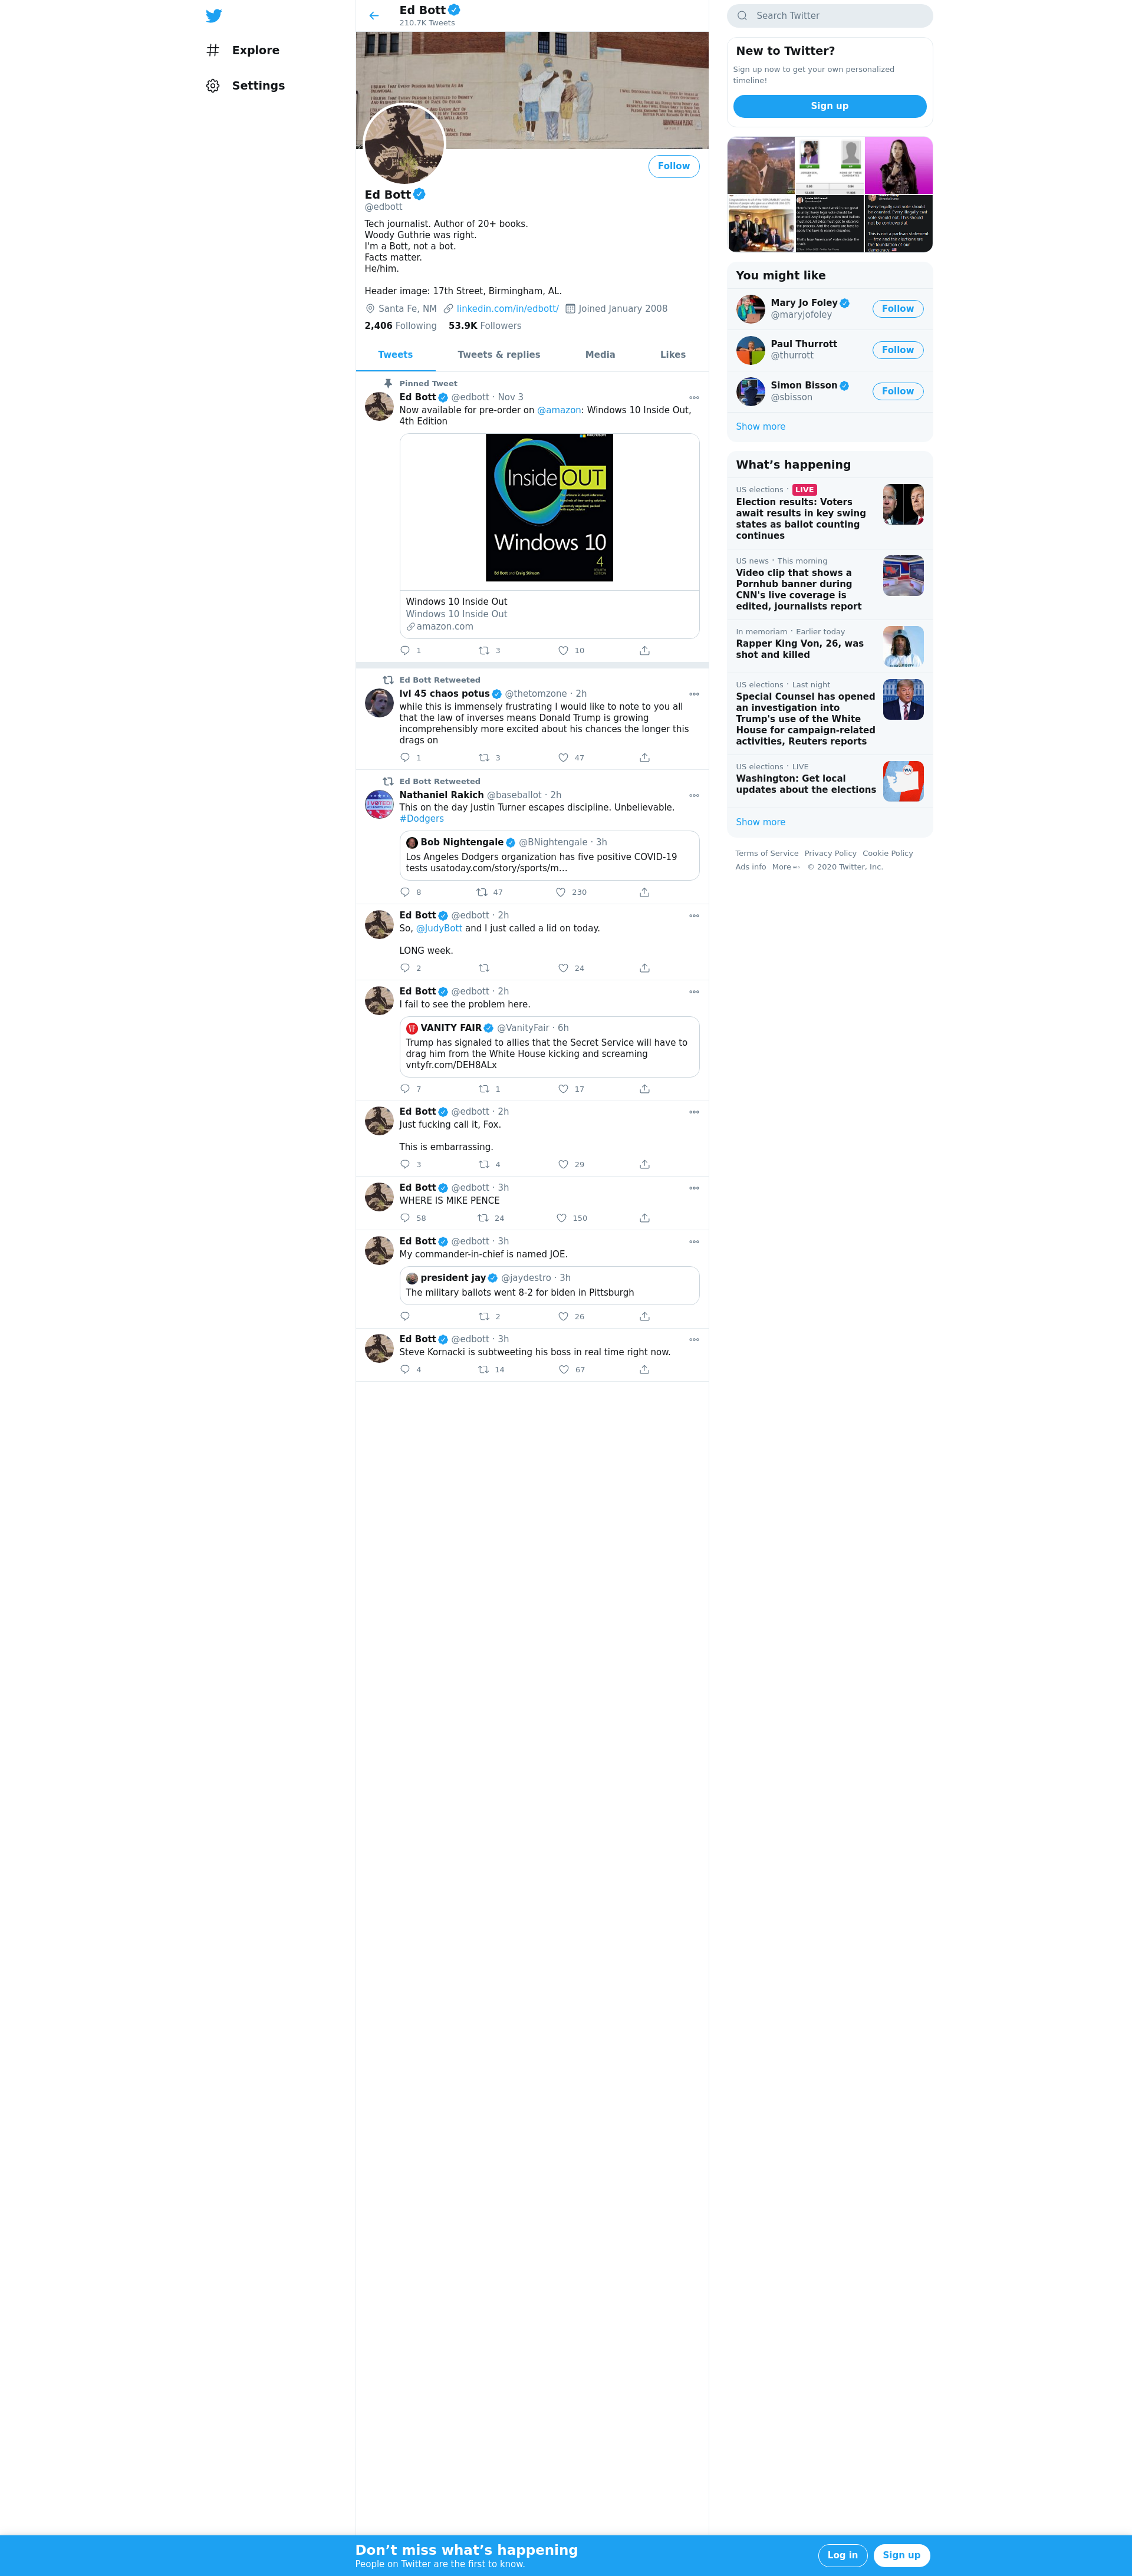 Explore
Settings
Ed Bott
210.7K Tweets
Follow
Ed Bott
@edbott
Tech journalist. Author of 20+ books.
Woody Guthrie was right.
I'm a Bott, not a bot.
Facts matter.
He/him.
Header image: 17th Street, Birmingham, AL.
Santa Fe, NM linkedin.com/in/edbott/ Joined January 2008
2,406 Following 53.9K Followers
Tweets Tweets & replies Media Likes
Pinned Tweet
Ed Bott @edbott · Nov 3
Now available for pre-order on @amazon: Windows 10 Inside Out,
4th Edition
Inside OUT
Windows 10
4
Ed Bott and Craig Stinson
Windows 10 Inside Out
Windows 10 Inside Out
amazon.com
1 3 10
Ed Bott Retweeted
lvl 45 chaos potus @thetomzone · 2h
while this is immensely frustrating I would like to note to you all
that the law of inverses means Donald Trump is growing
incomprehensibly more excited about his chances the longer this
drags on
1 3 47
Ed Bott Retweeted
Nathaniel Rakich @baseballot · 2h
This on the day Justin Turner escapes discipline. Unbelievable.
#Dodgers
Bob Nightengale @BNightengale · 3h
Los Angeles Dodgers organization has five positive COVID-19
tests usatoday.com/story/sports/m…
8 47 230
Ed Bott @edbott · 2h
So, @JudyBott and I just called a lid on today.
LONG week.
2 24
Ed Bott @edbott · 2h
I fail to see the problem here.
VANITY FAIR @VanityFair · 6h
Trump has signaled to allies that the Secret Service will have to
drag him from the White House kicking and screaming
vntyfr.com/DEH8ALx
7 1 17
Ed Bott @edbott · 2h
Just fucking call it, Fox.
This is embarrassing.
3 4 29
Ed Bott @edbott · 3h
WHERE IS MIKE PENCE
58 24 150
Ed Bott @edbott · 3h
My commander-in-chief is named JOE.
president jay @jaydestro · 3h
The military ballots went 8-2 for biden in Pittsburgh
2 26
Ed Bott @edbott · 3h
Steve Kornacki is subtweeting his boss in real time right now.
4 14 67
Search Twitter
New to Twitter?
Sign up now to get your own personalized
timeline!
Sign up
You might like
Mary Jo Foley
@maryjofoley
Follow
Paul Thurrott
@thurrott
Follow
Simon Bisson
@sbisson
Follow
Show more
What's happening
US elections · LIVE
Election results: Voters
await results in key swing
states as ballot counting
continues
US news · This morning
Video clip that shows a
Pornhub banner during
CNN's live coverage is
edited, journalists report
In memoriam · Earlier today
Rapper King Von, 26, was
shot and killed
US elections · Last night
Special Counsel has opened
an investigation into
Trump's use of the White
House for campaign-related
activities, Reuters reports
US elections · LIVE
Washington: Get local
updates about the elections
Show more
Terms of Service Privacy Policy Cookie Policy
Ads info More © 2020 Twitter, Inc.
Don't miss what's happening
People on Twitter are the first to know.
Log in
Sign up